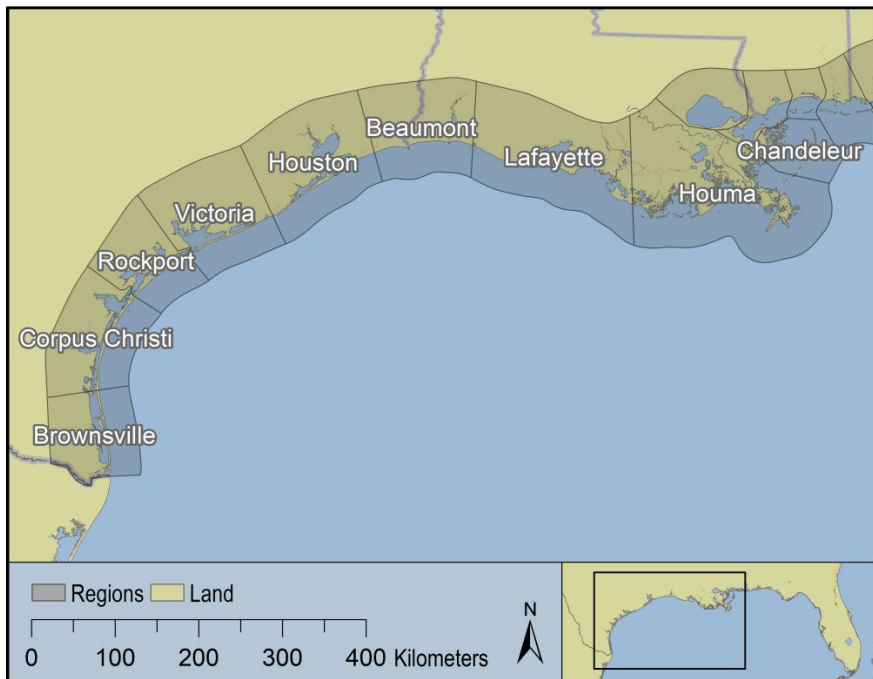 Beaumont
Chandeleur
Houston
Lafayette
Houma
Victoria
Rockport
Corpus Christi
Brownsville
Regions Land
N
0 100 200 300 400 Kilometers